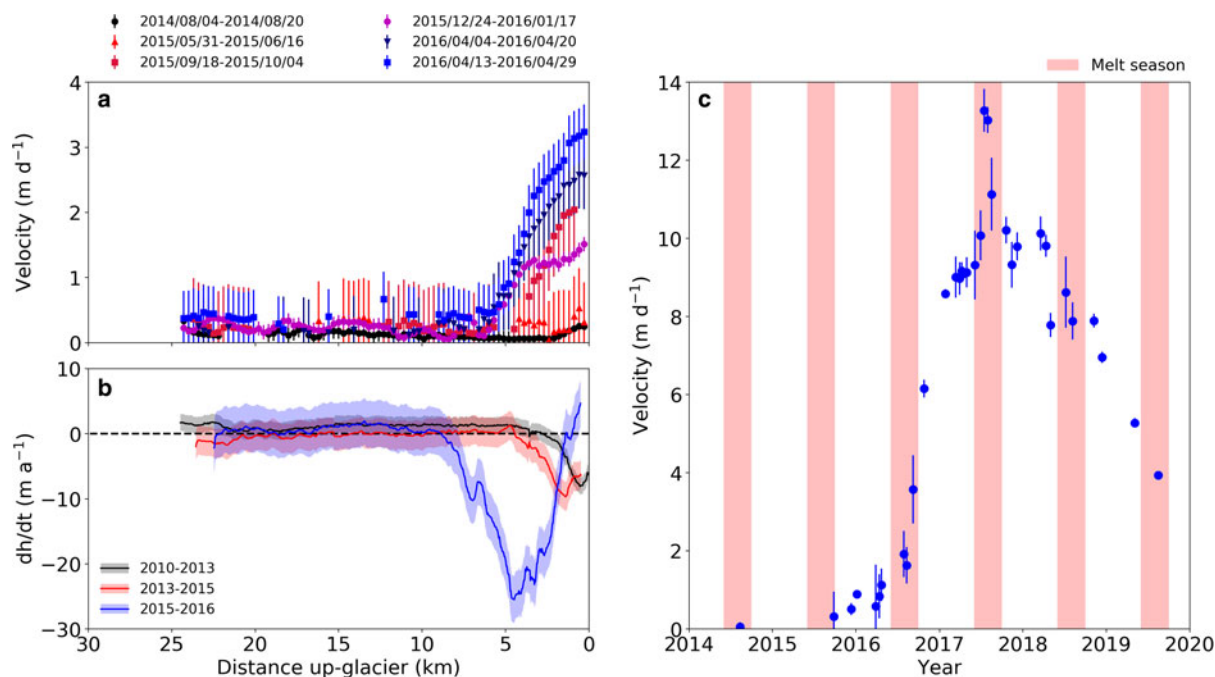 2014/08/04-2014/08/20
2015/05/31-2015/06/16
2015/09/18-2015/10/04
2015/12/24-2016/01/17
2016/04/04-2016/04/20
2016/04/13-2016/04/29
a
4
3
2
1
0
Velocity (m d⁻¹)
b
10
0
−10
−20
−30
dh/dt (m a⁻¹)
2010-2013
2013-2015
2015-2016
30 25 20 15 10 5 0
Distance up-glacier (km)
Melt season
c
14
12
10
8
6
4
2
0
Velocity (m d⁻¹)
2014 2015 2016 2017 2018 2019 2020
Year